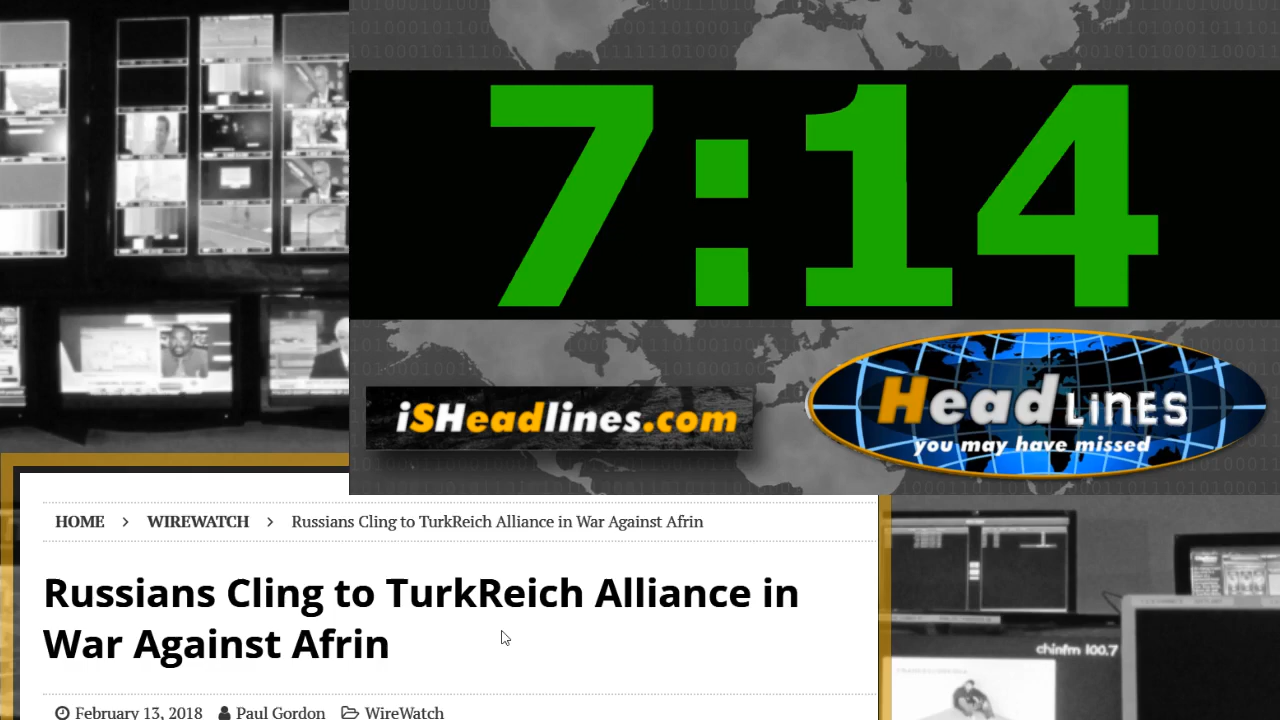 7:14
iSHeadlines.com
HeadLINES
you may have missed
HOME > WIREWATCH > Russians Cling to TurkReich Alliance in War Against Afrin
Russians Cling to TurkReich Alliance in
War Against Afrin
February 13, 2018 Paul Gordon WireWatch
chinfm 100.7